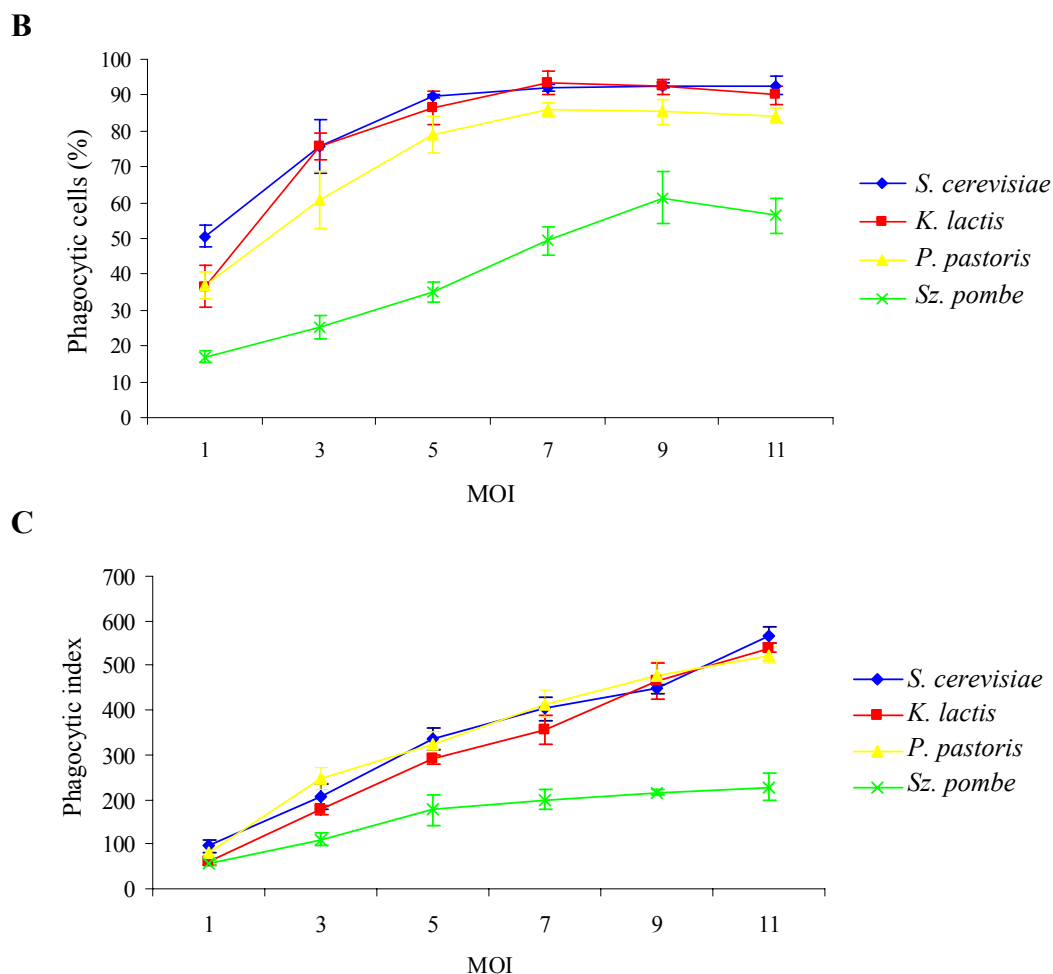 B
Phagocytic cells (%)
100
90
80
70
60
50
40
30
20
10
0
1 3 5 7 9 11
MOI
S. cerevisiae
K. lactis
P. pastoris
Sz. pombe
C
Phagocytic index
700
600
500
400
300
200
100
0
1 3 5 7 9 11
MOI
S. cerevisiae
K. lactis
P. pastoris
Sz. pombe